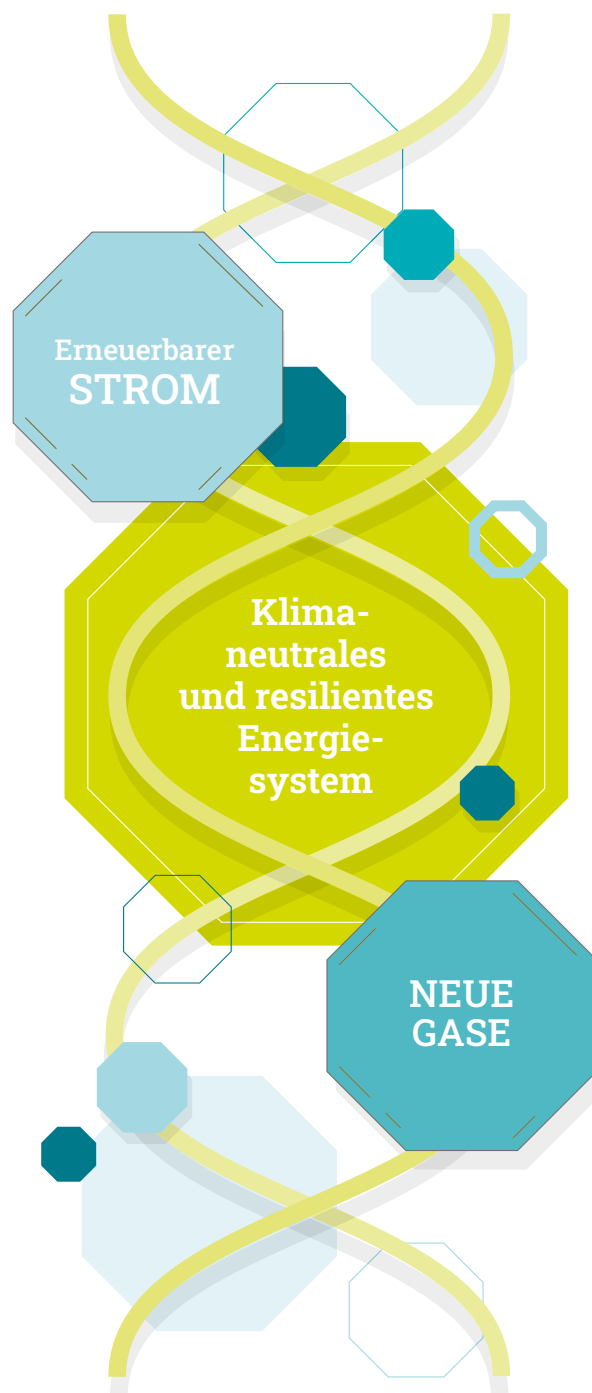 Erneuerbarer
STROM
Klima-
neutrales
und resilientes
Energie-
system
NEUE
GASE